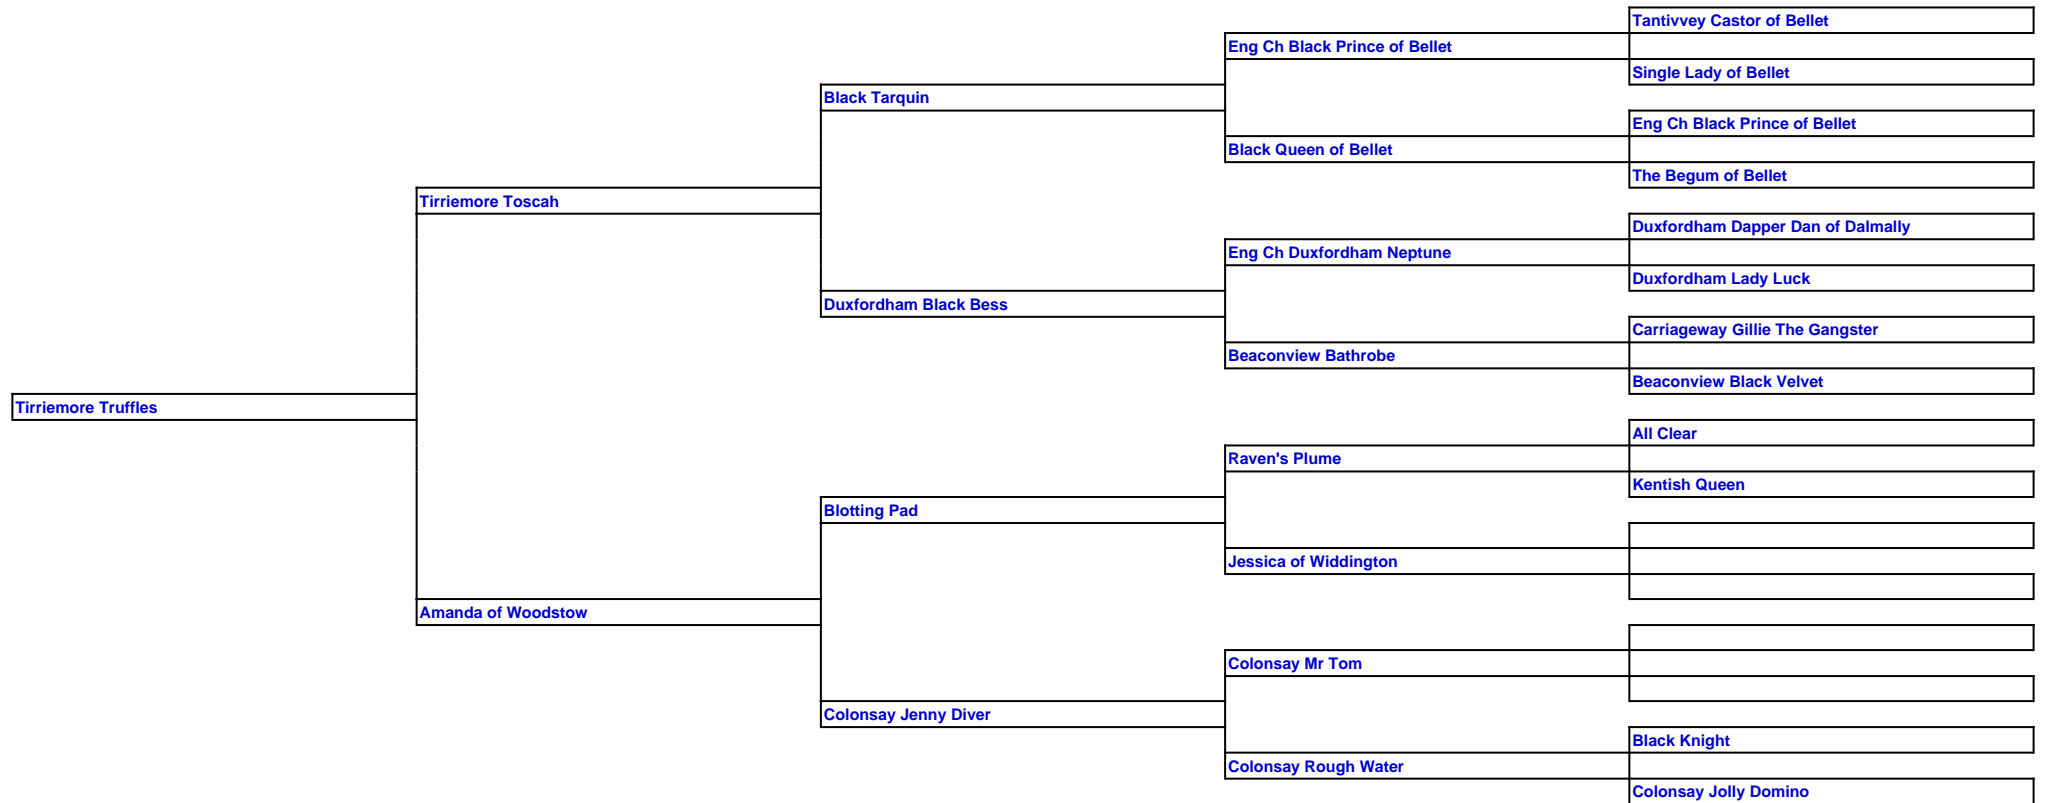 Tantivvey Castor of Bellet
Eng Ch Black Prince of Bellet
Single Lady of Bellet
Black Tarquin
Eng Ch Black Prince of Bellet
Black Queen of Bellet
The Begum of Bellet
Tirriemore Toscah
Duxfordham Dapper Dan of Dalmally
Eng Ch Duxfordham Neptune
Duxfordham Lady Luck
Duxfordham Black Bess
Carriageway Gillie The Gangster
Beaconview Bathrobe
Beaconview Black Velvet
Tirriemore Truffles
All Clear
Raven's Plume
Kentish Queen
Blotting Pad
Jessica of Widdington
Amanda of Woodstow
Colonsay Mr Tom
Colonsay Jenny Diver
Black Knight
Colonsay Rough Water
Colonsay Jolly Domino